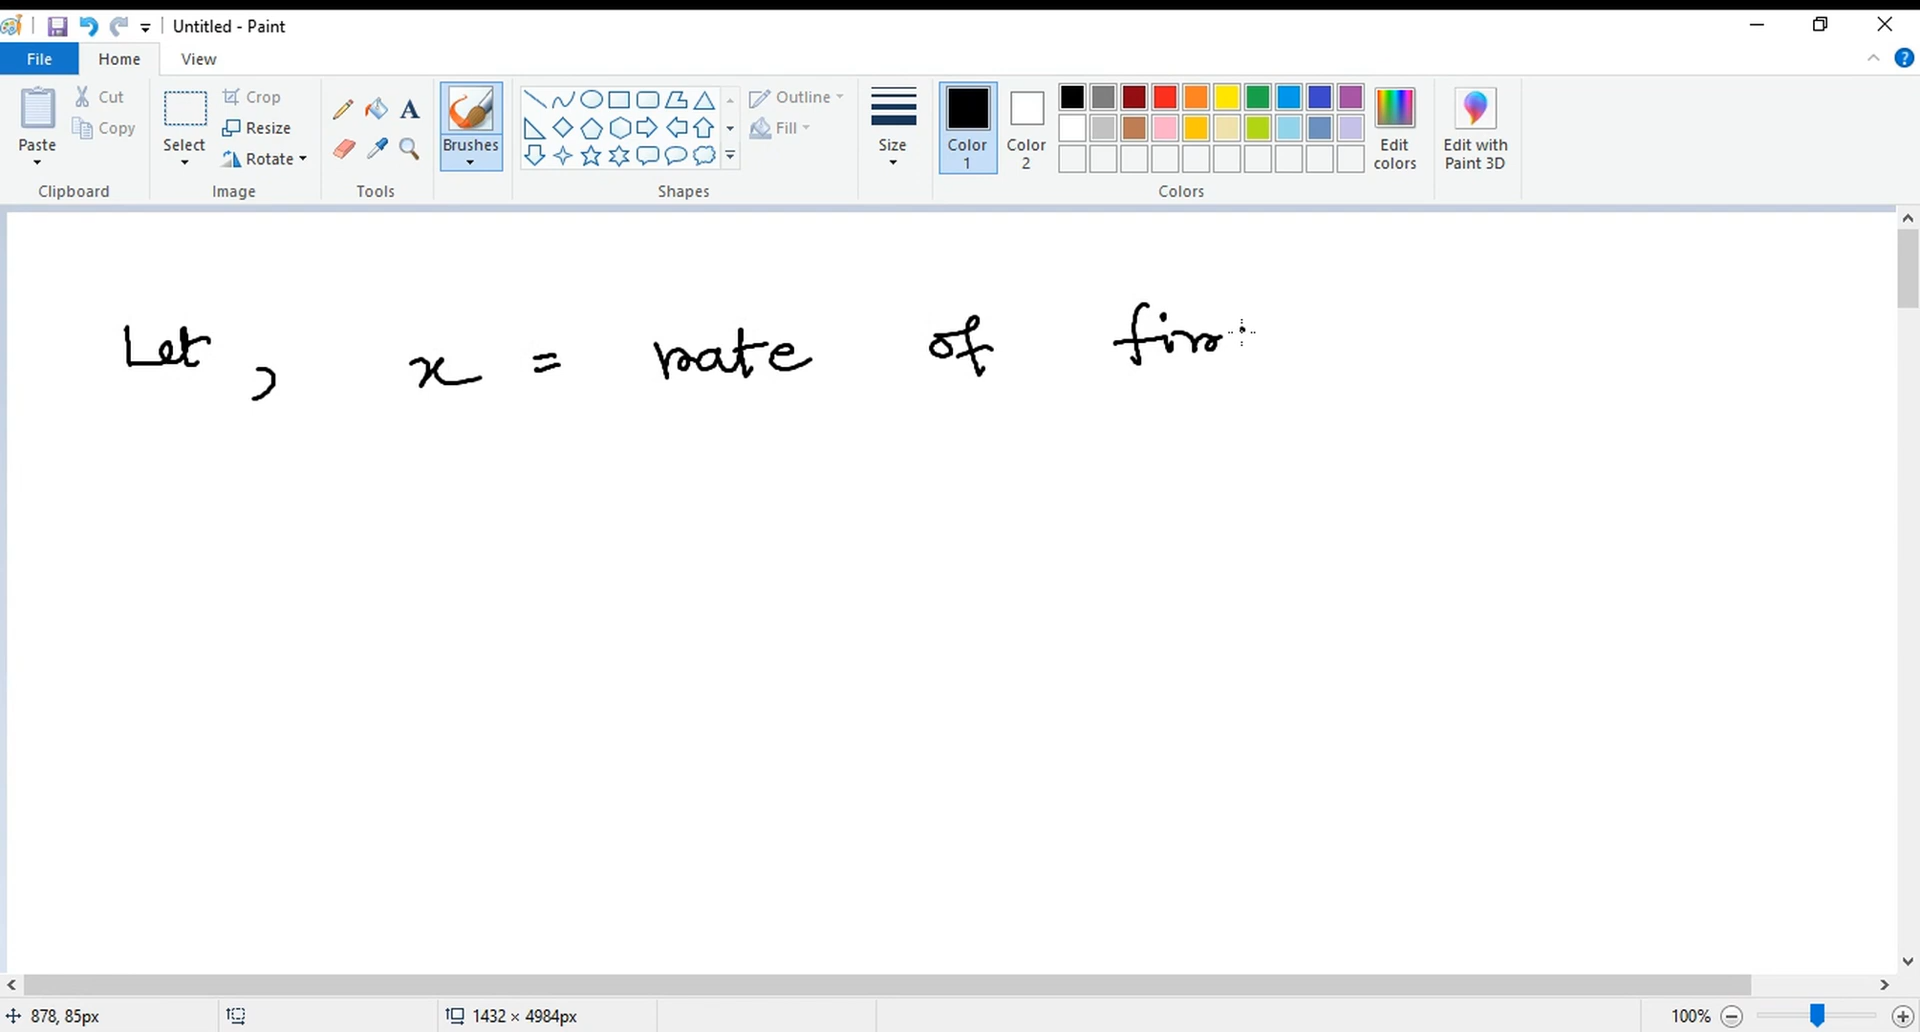 Untitled - Paint
File Home View
Paste Cut Copy Clipboard
Select Crop Resize Rotate Image
Tools
Brushes
Shapes
Outline Fill
Size
Color 1 Color 2 Colors
Edit colors
Edit with Paint 3D
Let, x = rate of fir
878, 85px 1432 × 4984px 100%